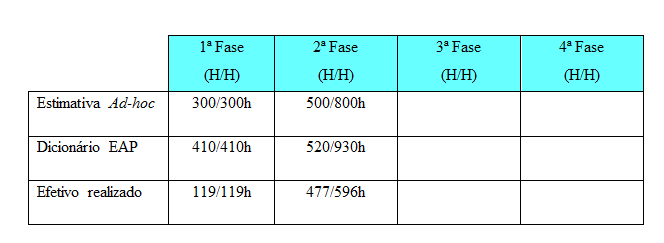 1ª Fase 2ª Fase 3ª Fase 4ª Fase
(H/H) (H/H) (H/H) (H/H)
Estimativa Ad-hoc 300/300h 500/800h
Dicionário EAP 410/410h 520/930h
Efetivo realizado 119/119h 477/596h